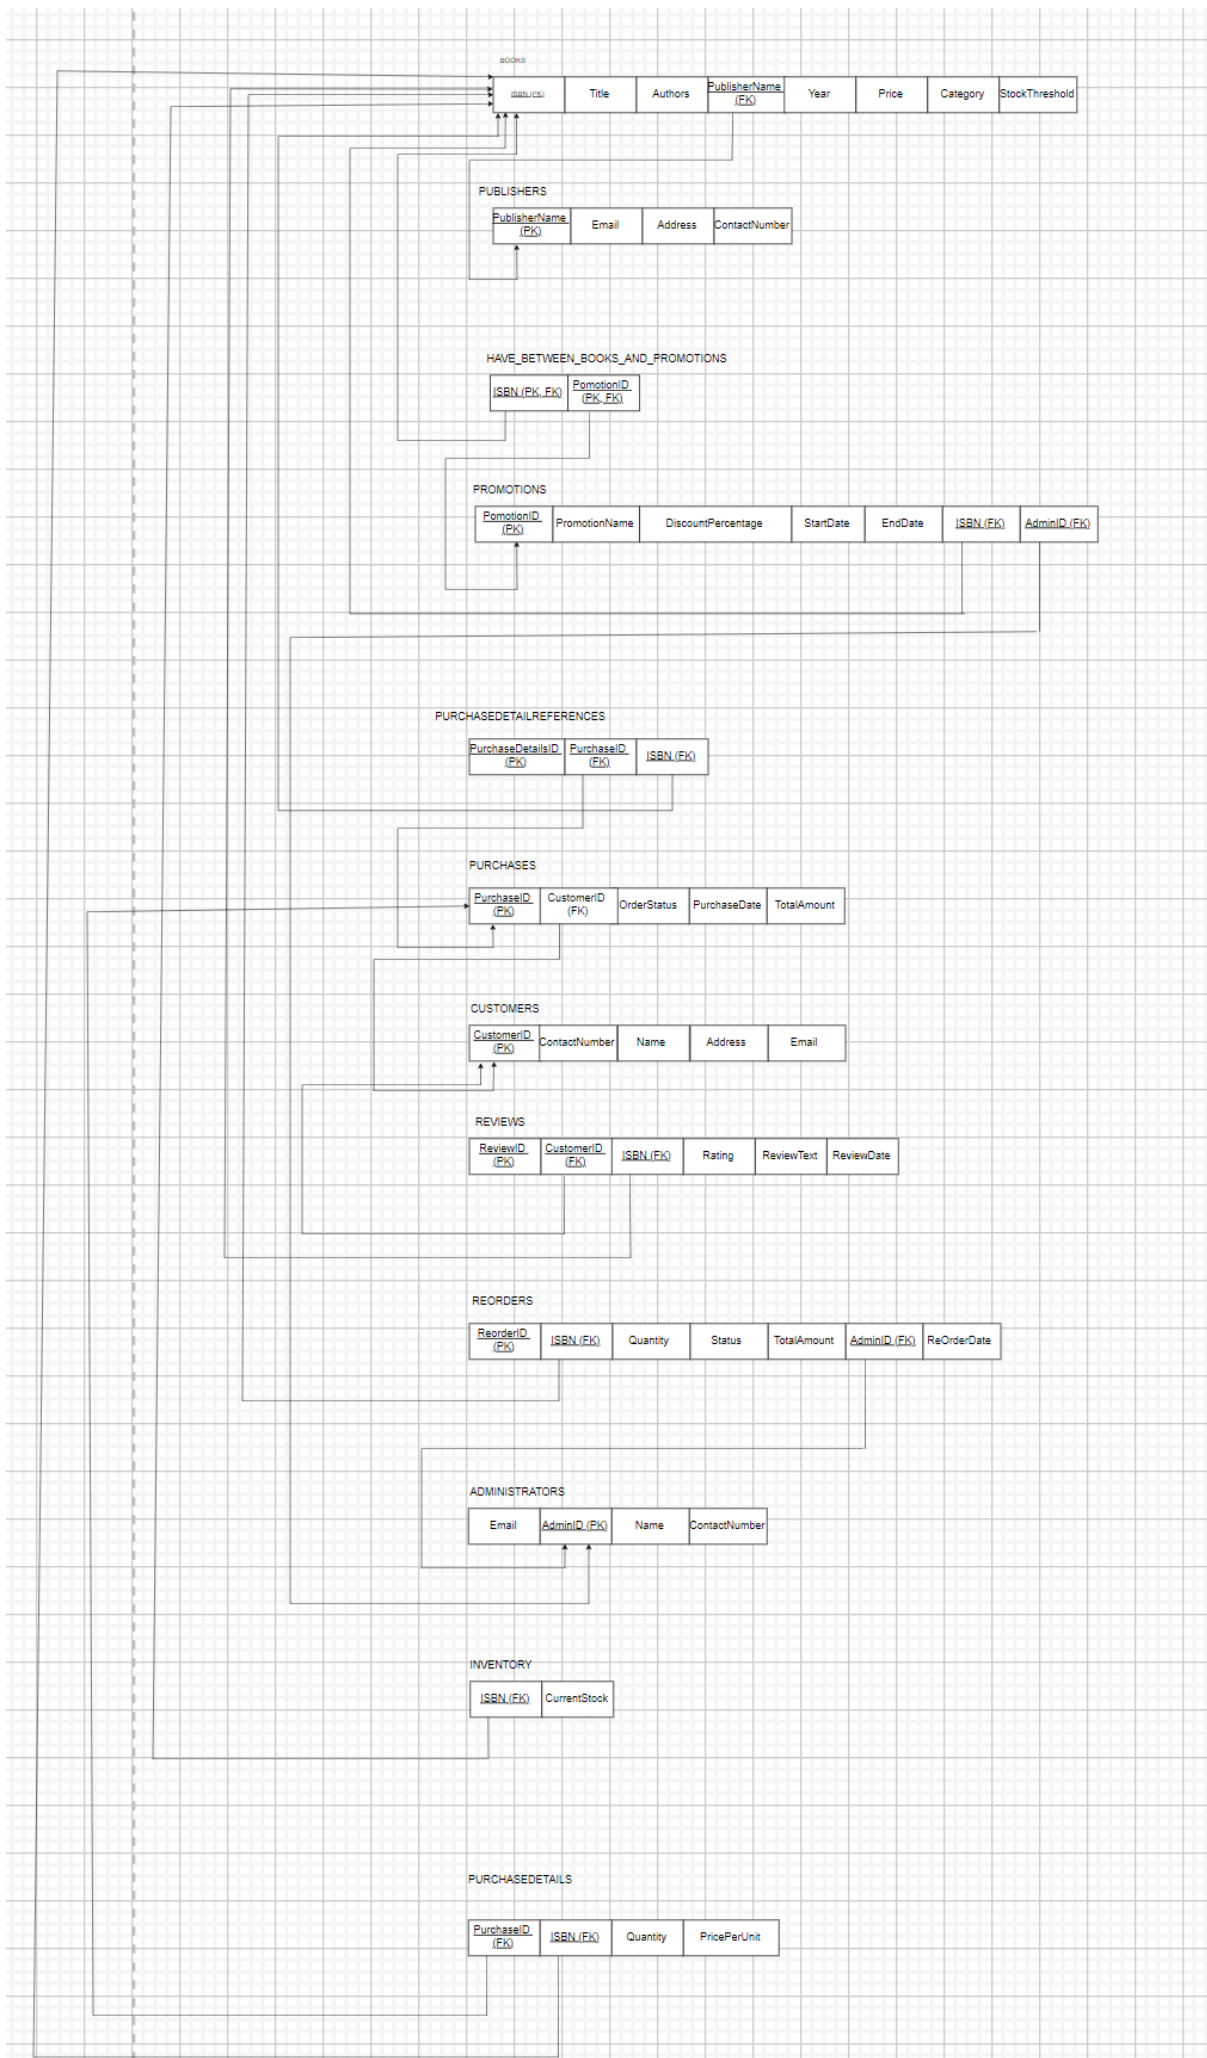 BOOKS
ISBN (PK) Title Authors PublisherName (FK) Year Price Category StockThreshold
PUBLISHERS
PublisherName (PK) Email Address ContactNumber
HAVE_BETWEEN_BOOKS_AND_PROMOTIONS
ISBN (PK, FK) PomotionID (PK, FK)
PROMOTIONS
PomotionID (PK) PromotionName DiscountPercentage StartDate EndDate ISBN (FK) AdminID (FK)
PURCHASEDETAILREFERENCES
PurchaseDetailsID (PK) PurchaseID (FK) ISBN (FK)
PURCHASES
PurchaseID (PK) CustomerID (FK) OrderStatus PurchaseDate TotalAmount
CUSTOMERS
CustomerID (PK) ContactNumber Name Address Email
REVIEWS
ReviewID (PK) CustomerID (FK) ISBN (FK) Rating ReviewText ReviewDate
REORDERS
ReorderID (PK) ISBN (FK) Quantity Status TotalAmount AdminID (FK) ReOrderDate
ADMINISTRATORS
Email AdminID (PK) Name ContactNumber
INVENTORY
ISBN (FK) CurrentStock
PURCHASEDETAILS
PurchaseID (FK) ISBN (FK) Quantity PricePerUnit